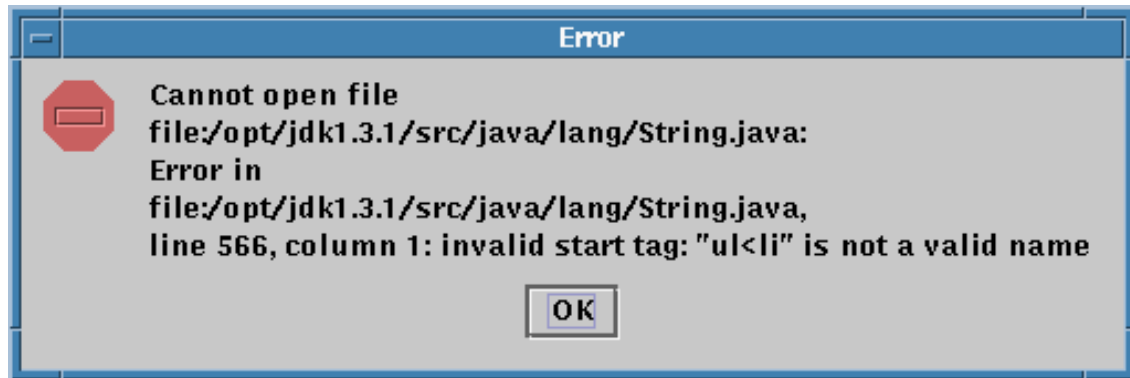 Error
Cannot open file
file:/opt/jdk1.3.1/src/java/lang/String.java:
Error in
file:/opt/jdk1.3.1/src/java/lang/String.java,
line 566, column 1: invalid start tag: "ul<li" is not a valid name
OK